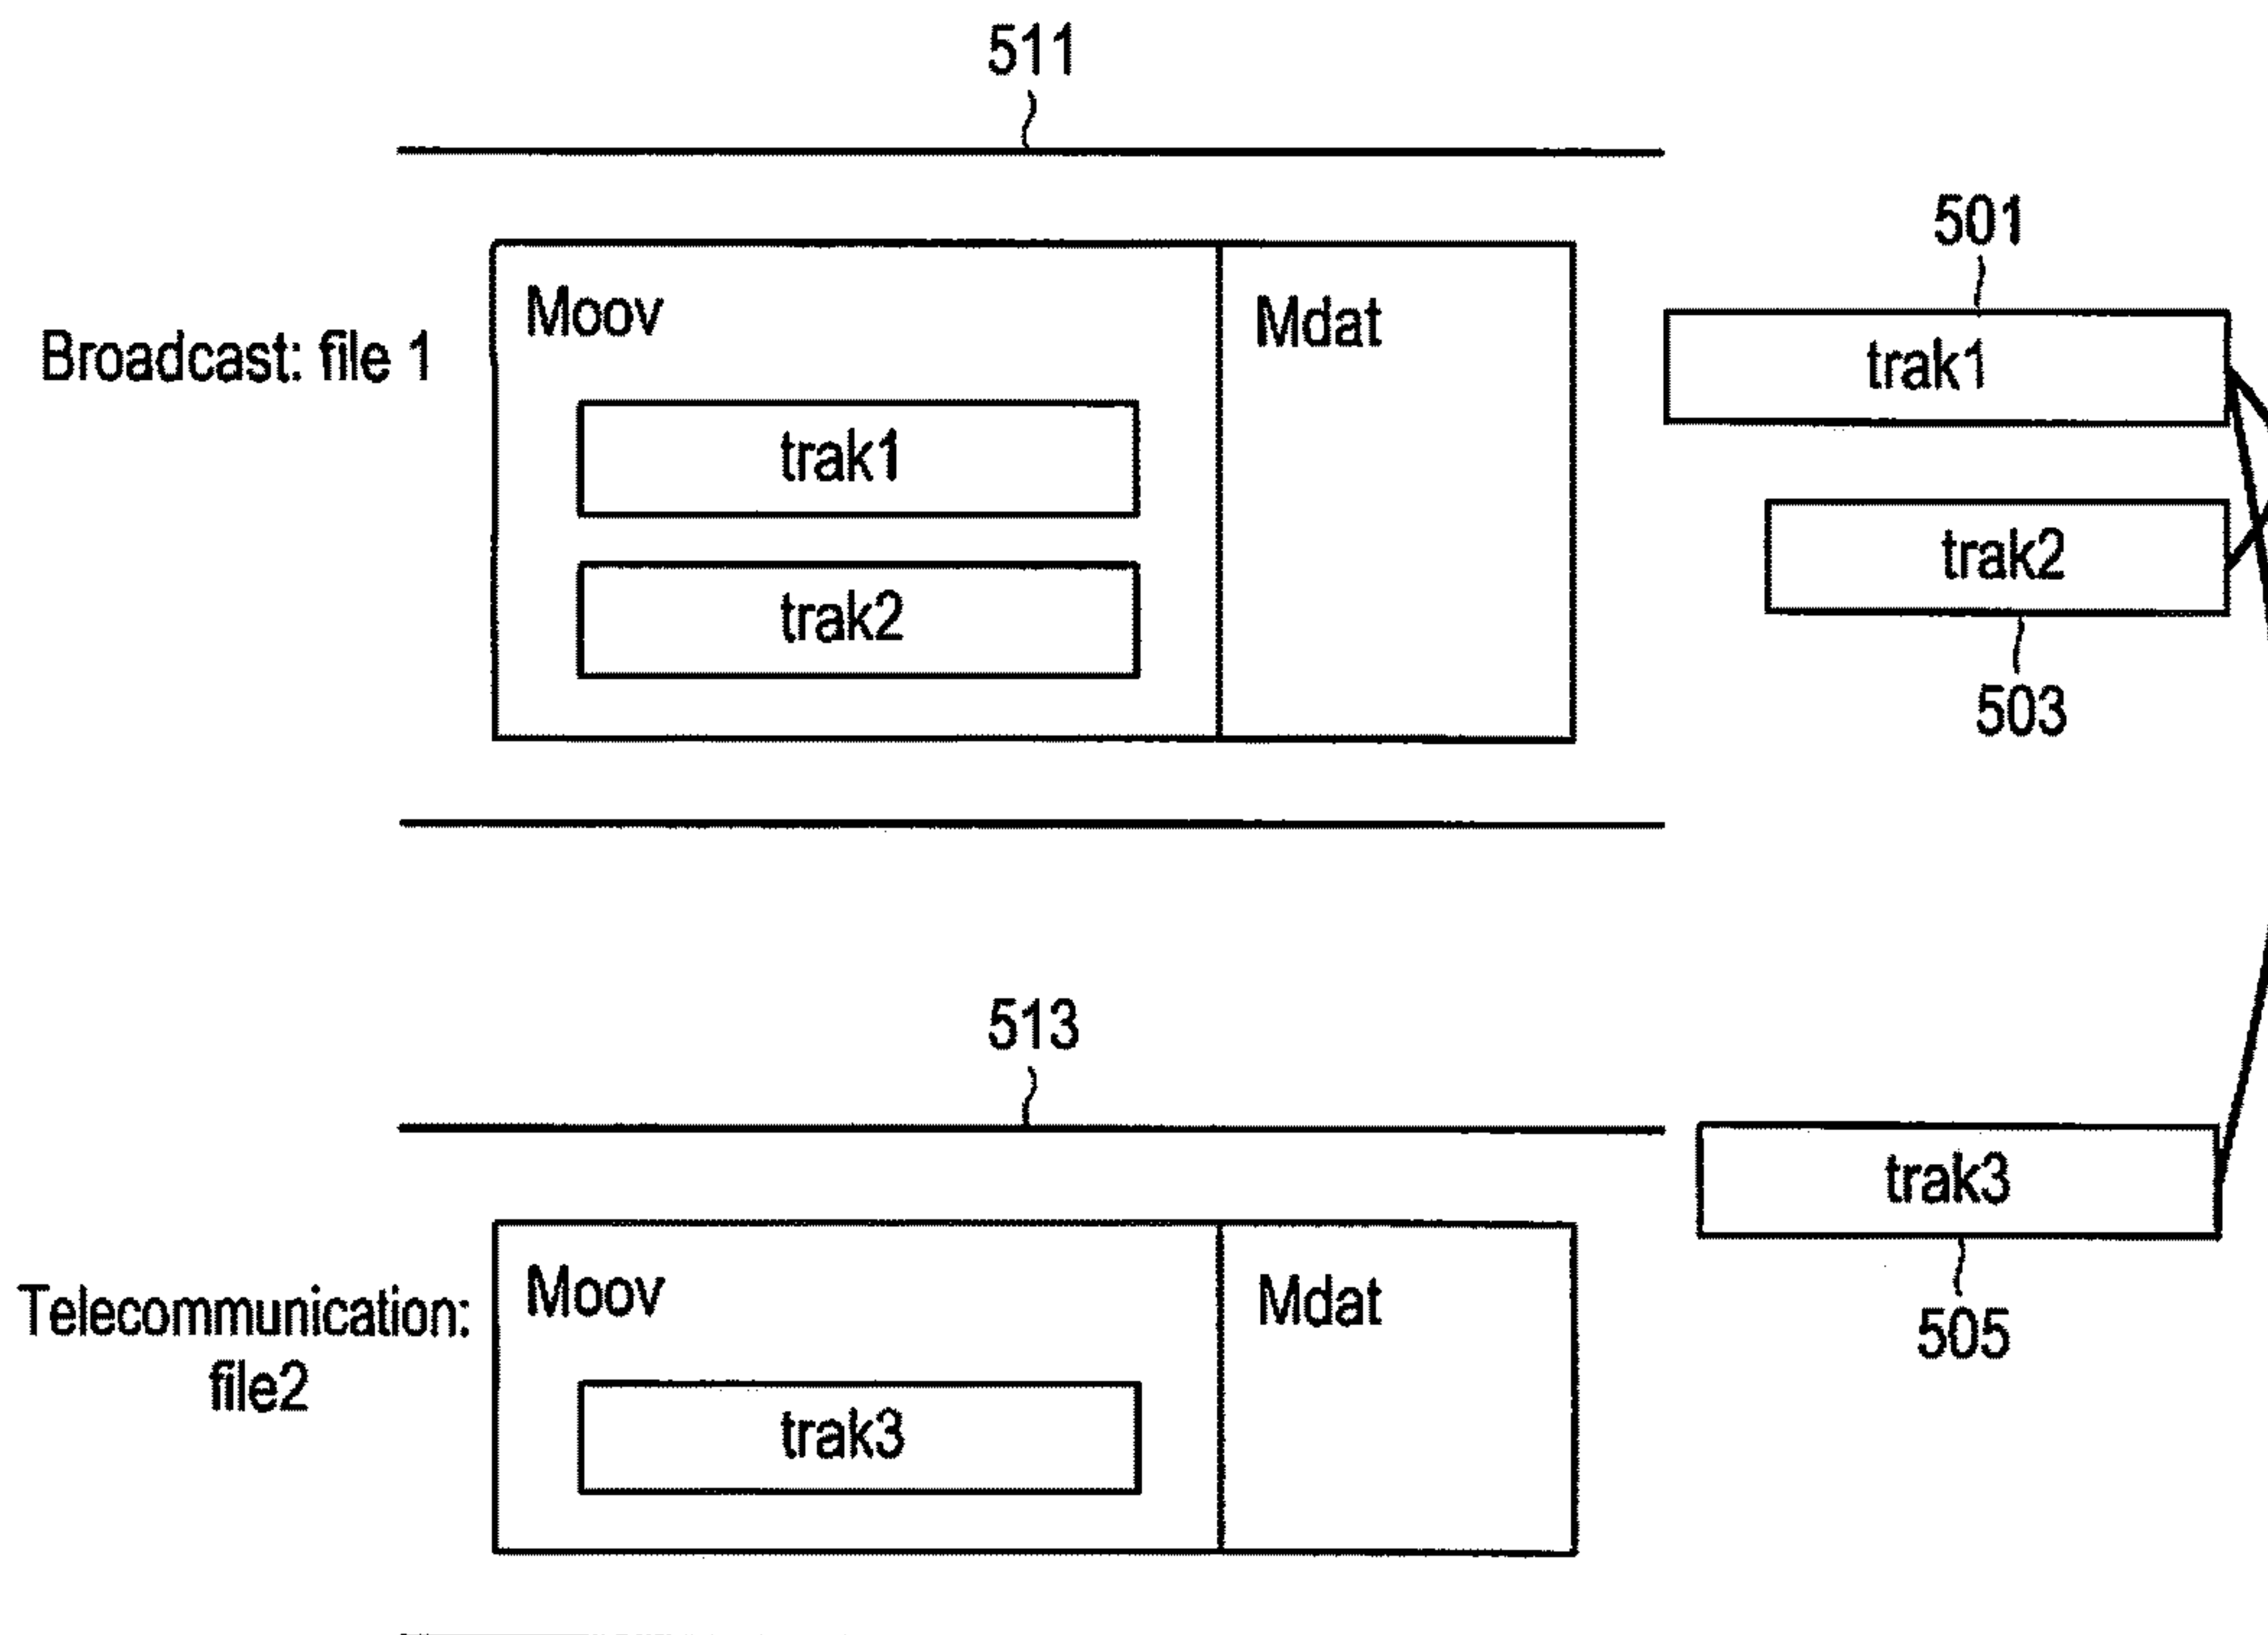 511
501
Broadcast: file 1
Moov
Mdat
trak1
trak2
trak1
trak2
503
513
Telecommunication:
file2
Moov
Mdat
trak3
trak3
505